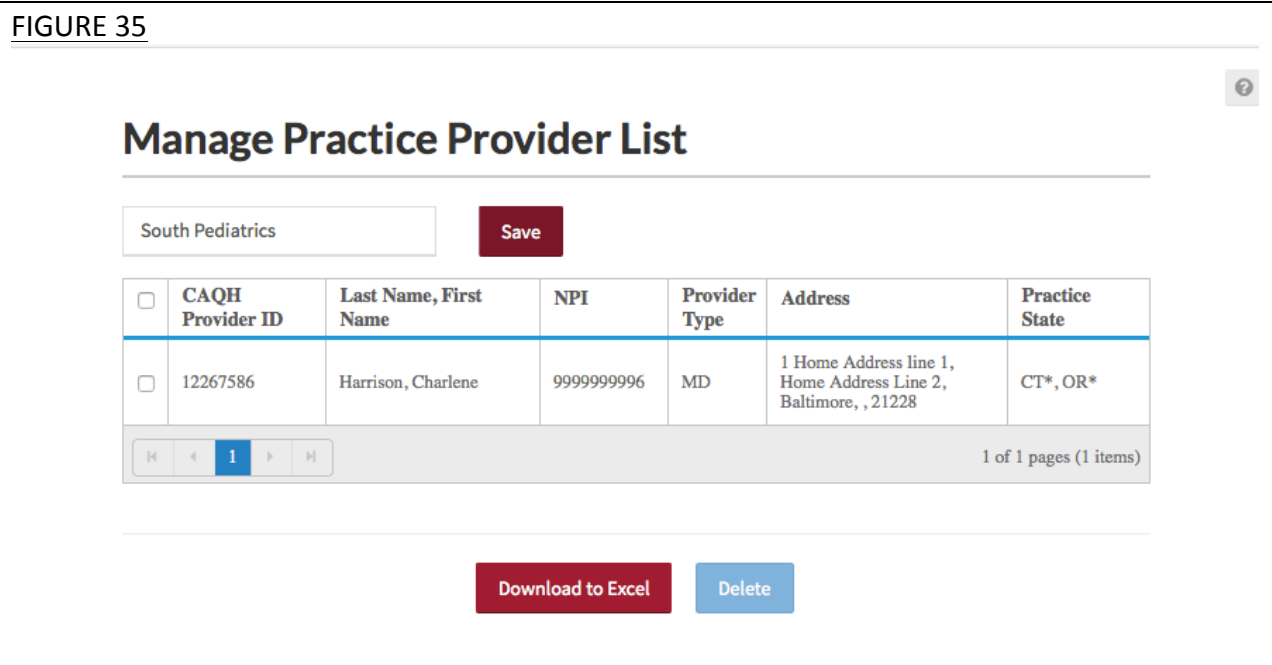 FIGURE 35
Manage Practice Provider List
South Pediatrics
Save
CAQH Provider ID
Last Name, First Name
NPI
Provider Type
Address
Practice State
12267586
Harrison, Charlene
9999999996
MD
1 Home Address line 1,
Home Address Line 2,
Baltimore, , 21228
CT*, OR*
1
1 of 1 pages (1 items)
Download to Excel
Delete